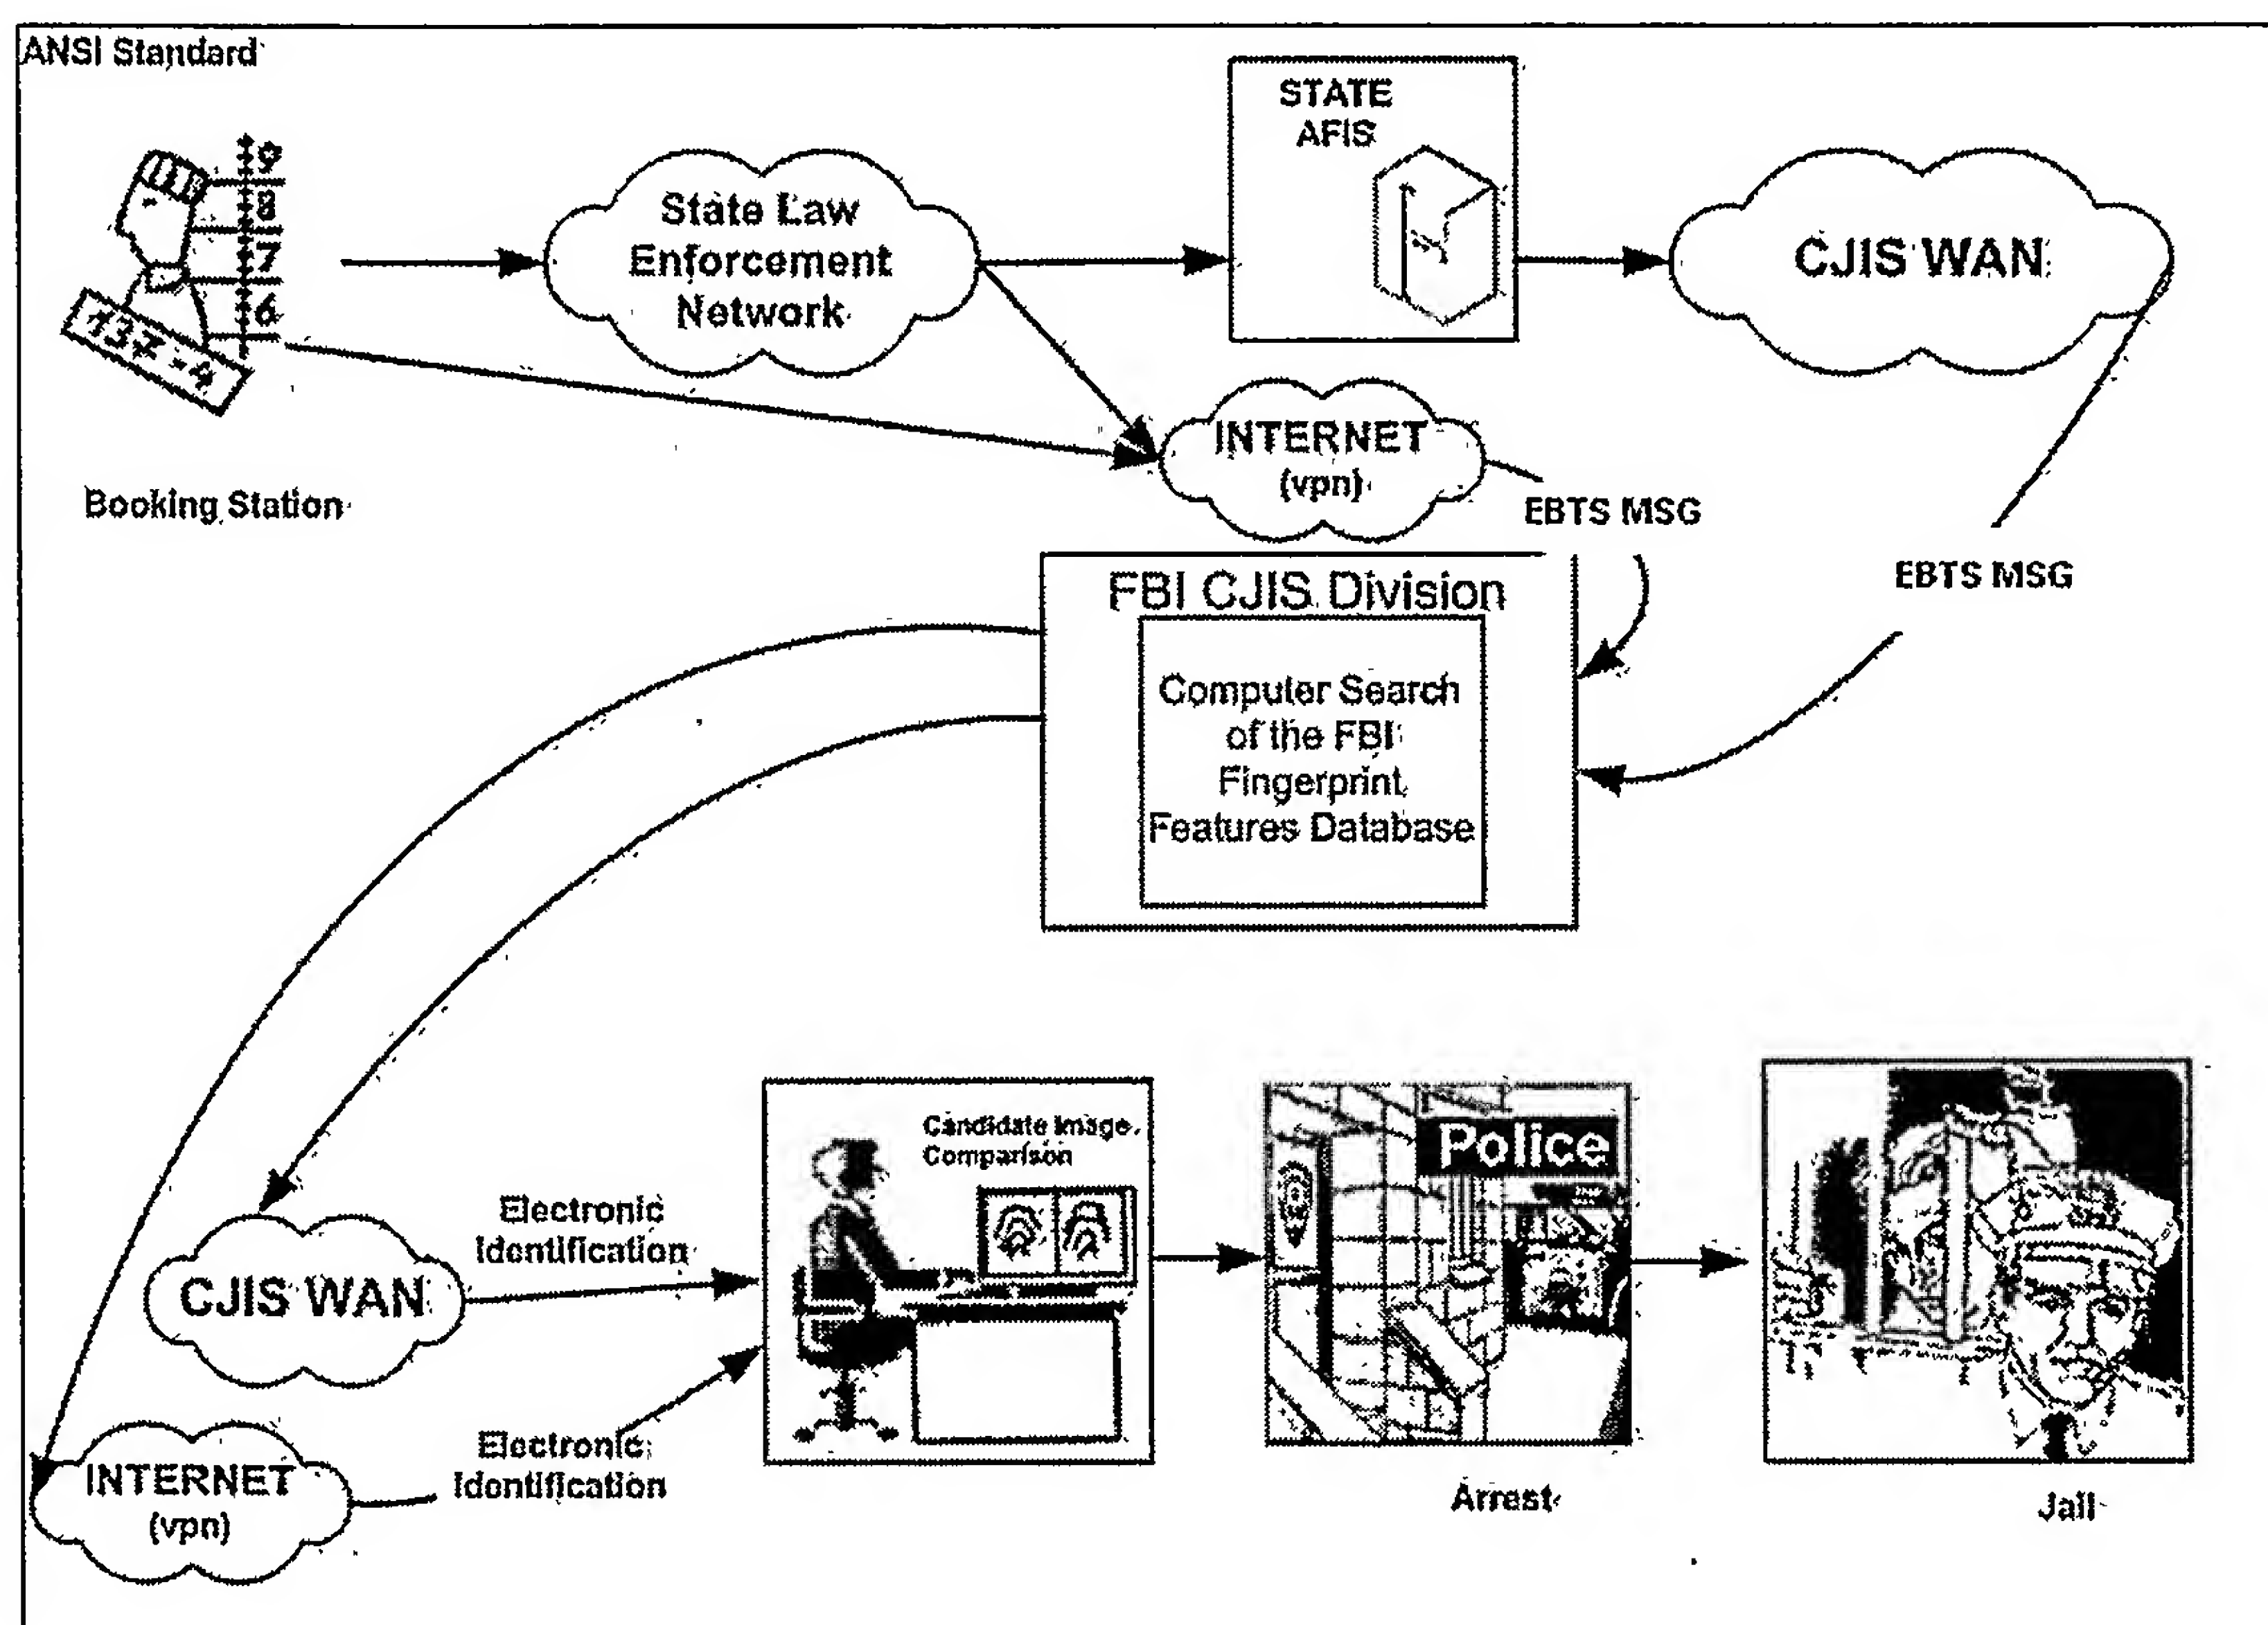 ANSI Standard
STATE
AFIS
9
8
7
6
137-4
State Law
Enforcement
Network
CJIS WAN
INTERNET
(vpn)
Booking Station
EBTS MSG
EBTS MSG
FBI CJIS Division
Computer Search
of the FBI
Fingerprint
Features Database
Candidate Image
Comparison
Police
Electronic
Identification
CJIS WAN
Electronic
Identification
INTERNET
(vpn)
Arrest
Jail